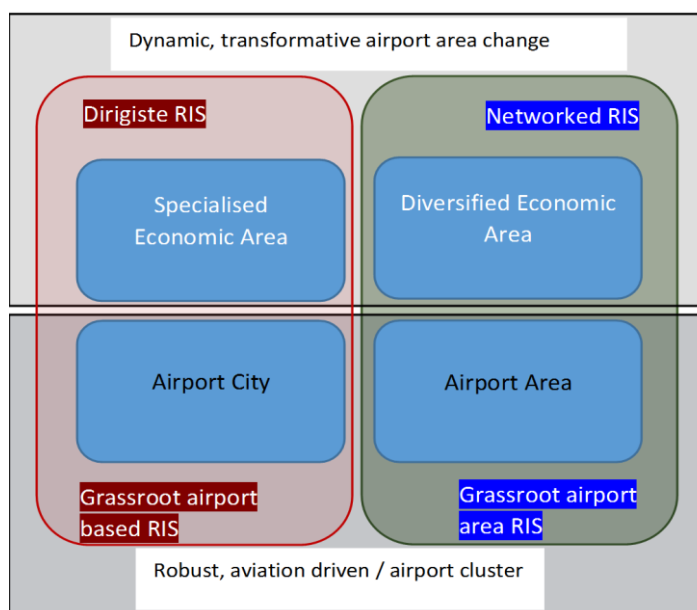 Dynamic, transformative airport area change
Dirigiste RIS
Networked RIS
Specialised
Economic Area
Diversified Economic
Area
Airport City
Airport Area
Grassroot airport
based RIS
Grassroot airport
area RIS
Robust, aviation driven / airport cluster